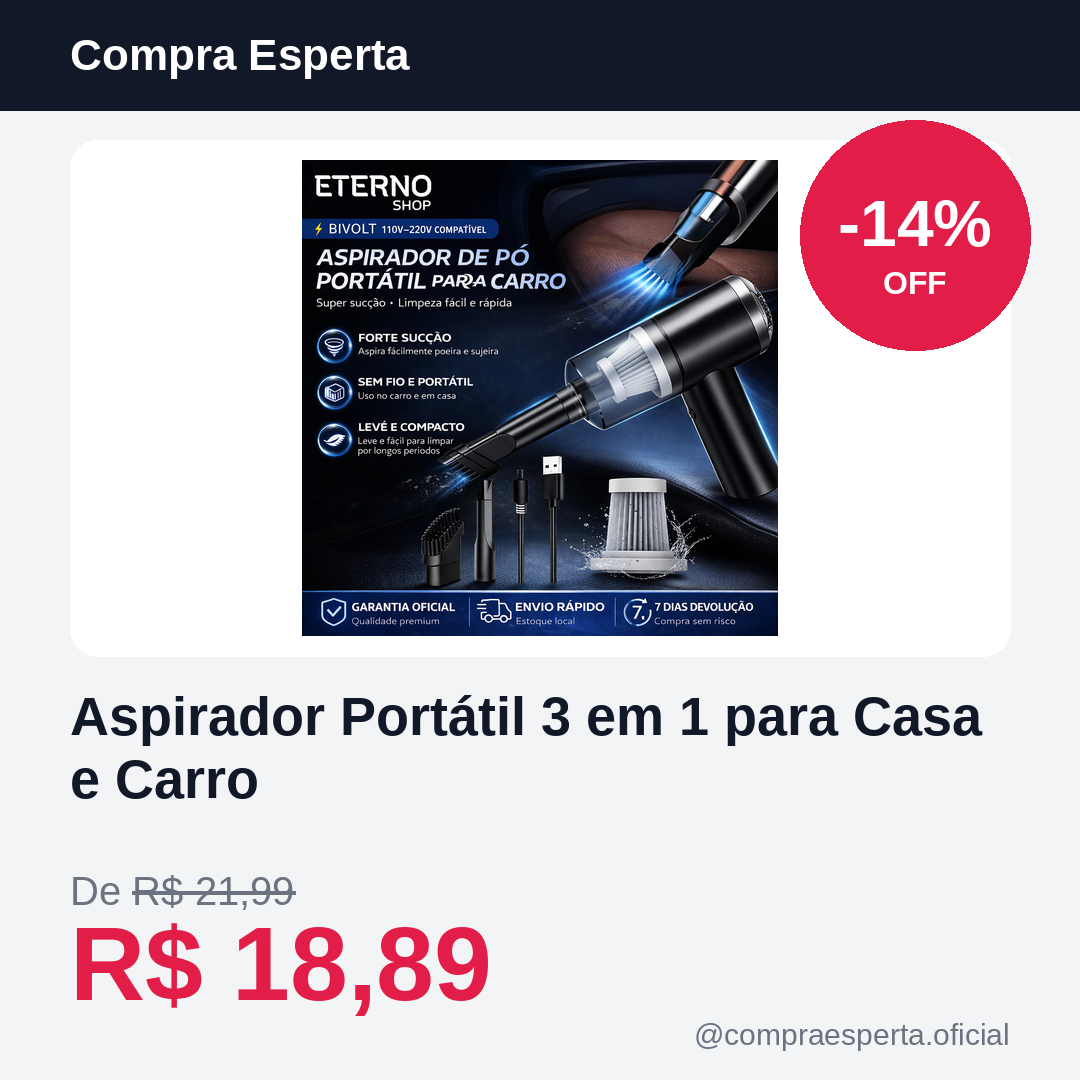 Compra Esperta
-14%
OFF
ETERNO
SHOP
BIVOLT 110V–220V COMPATÍVEL
ASPIRADOR DE PÓ
PORTÁTIL CARRO
Super sucção • Limpeza fácil e rápida
FORTE SUCÇÃO
Aspira fácilmente poeira e sujeira
SEM FIO E PORTÁTIL
Uso no carro e em casa
LEVÉ E COMPACTO
Leve e fáçil para limpar
por longos periodos
GARANTIA OFICIAL
Qualidade premium
ENVIO RÁPIDO
Estoque local
7
7 DIAS DEVOLUÇÃO
Compra sem risco
Aspirador Portátil 3 em 1 para Casa
e Carro
De R$ 21,99
R$ 18,89
@compraesperta.oficial